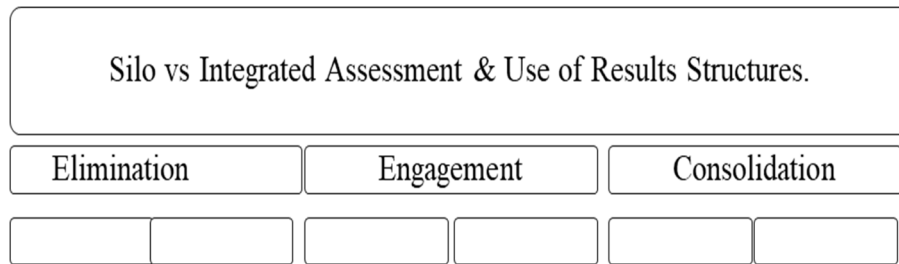 Silo vs Integrated Assessment & Use of Results Structures.
Elimination
Engagement
Consolidation